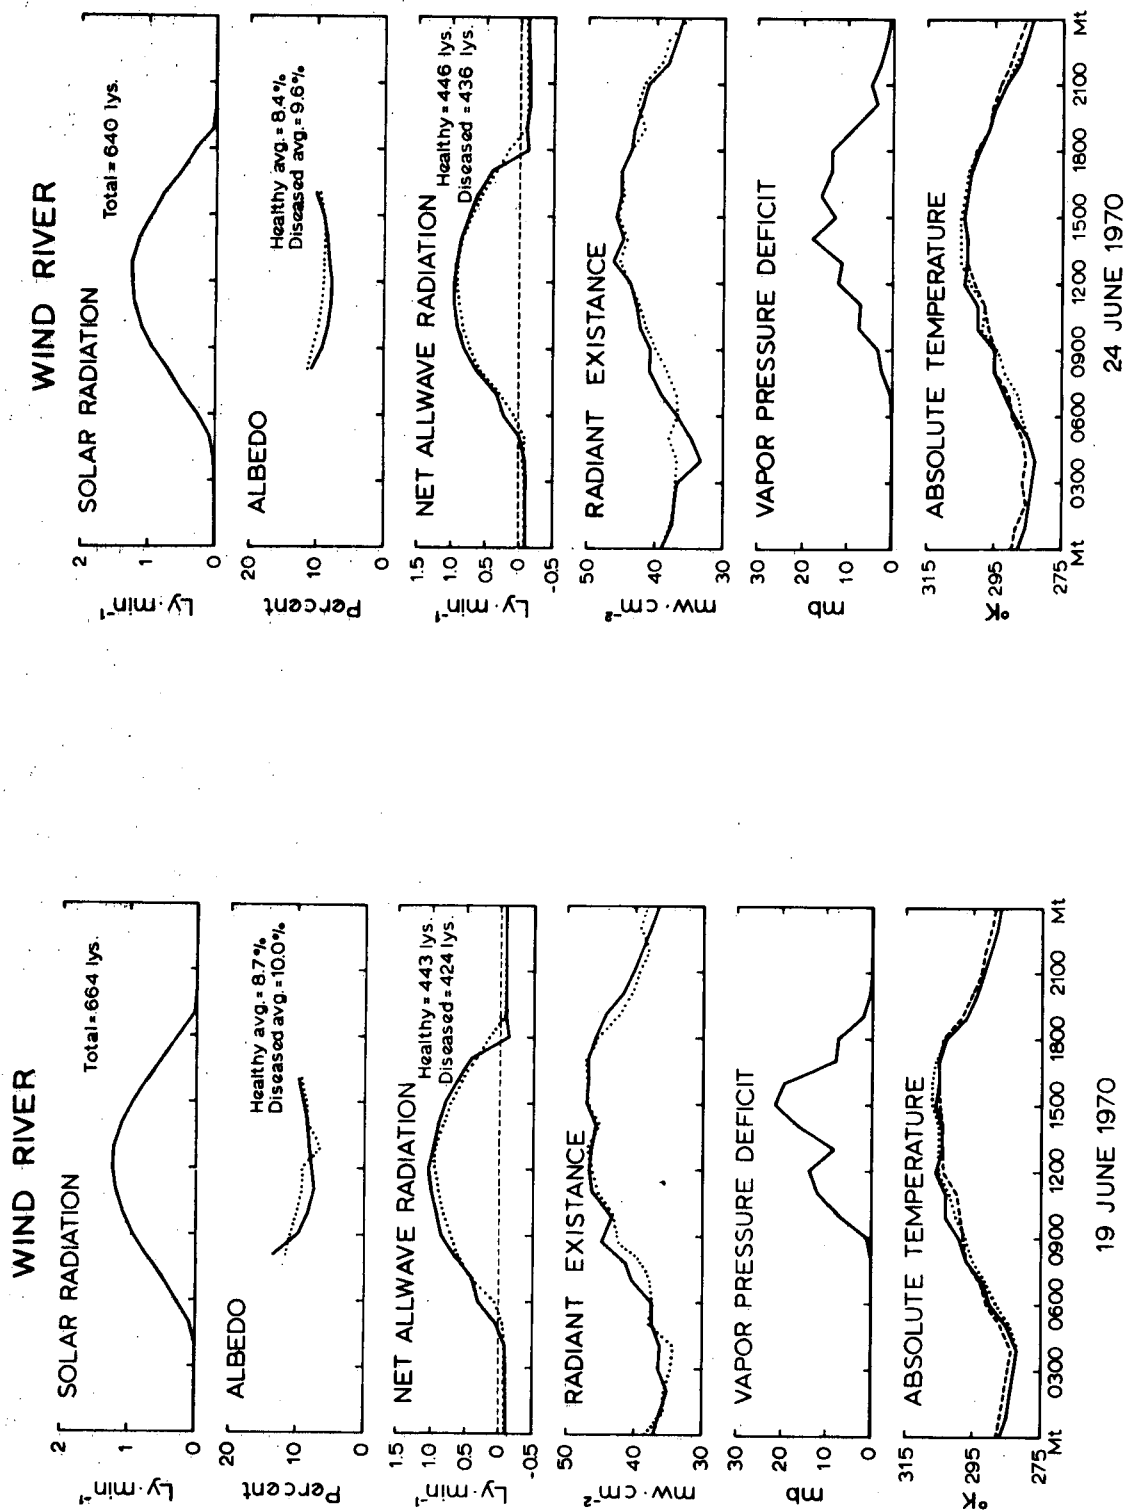 WIND RIVER
SOLAR RADIATION
Total = 664 lys.
2
1
0
Ly·min⁻¹
ALBEDO
Healthy avg. = 8.7%
Diseased avg. = 10.0%
20
10
0
Percent
NET ALLWAVE RADIATION
Healthy = 443 lys.
Diseased = 424 lys.
1.5
1.0
0.5
0
-0.5
Ly·min⁻¹
RADIANT EXISTANCE
50
40
30
mw·cm⁻²
VAPOR PRESSURE DEFICIT
30
20
10
0
mb
ABSOLUTE TEMPERATURE
315
295
275
°K
Mt 0300 0600 0900 1200 1500 1800 2100 Mt
19 JUNE 1970
WIND RIVER
SOLAR RADIATION
Total = 640 lys.
2
1
0
Ly·min⁻¹
ALBEDO
Healthy avg. = 8.4%
Diseased avg. = 9.6%
20
10
0
Percent
NET ALLWAVE RADIATION
Healthy = 446 lys.
Diseased = 436 lys.
1.5
1.0
0.5
0
-0.5
Ly·min⁻¹
RADIANT EXISTANCE
50
40
30
mw·cm⁻²
VAPOR PRESSURE DEFICIT
30
20
10
0
mb
ABSOLUTE TEMPERATURE
315
295
275
°K
Mt 0300 0600 0900 1200 1500 1800 2100 Mt
24 JUNE 1970